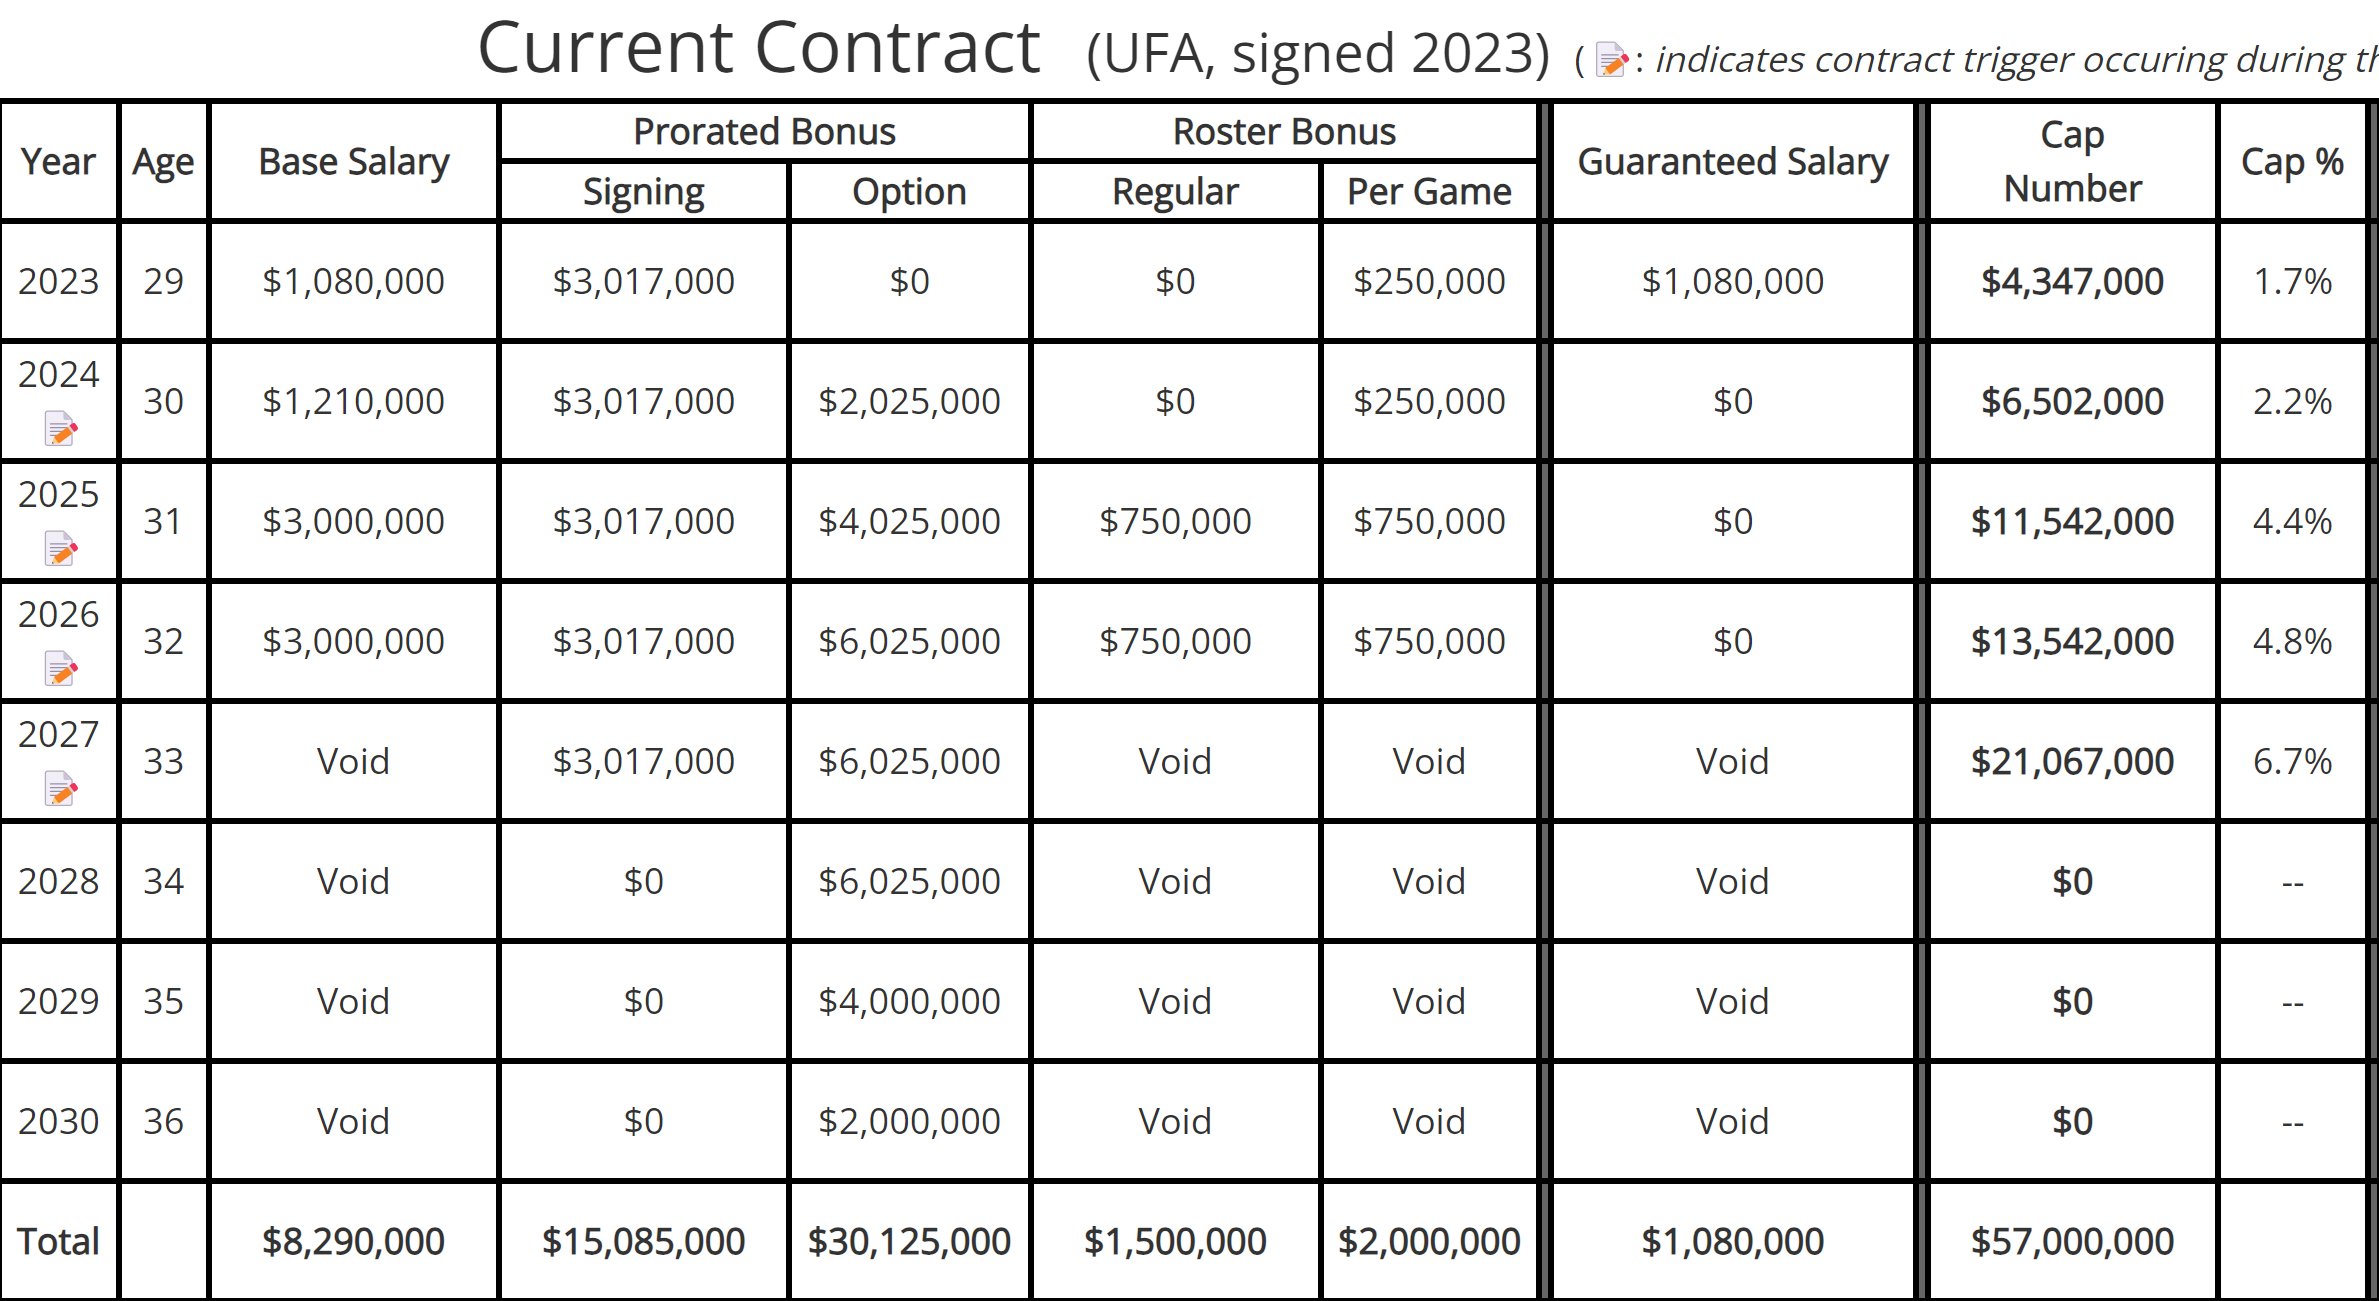 Current Contract (UFA, signed 2023) ( : indicates contract trigger occuring during th
Year Age Base Salary Prorated Bonus Roster Bonus Guaranteed Salary Cap Number Cap %
Signing Option Regular Per Game
2023 29 $1,080,000 $3,017,000 $0 $0 $250,000 $1,080,000 $4,347,000 1.7%
2024 30 $1,210,000 $3,017,000 $2,025,000 $0 $250,000 $0 $6,502,000 2.2%
2025 31 $3,000,000 $3,017,000 $4,025,000 $750,000 $750,000 $0 $11,542,000 4.4%
2026 32 $3,000,000 $3,017,000 $6,025,000 $750,000 $750,000 $0 $13,542,000 4.8%
2027 33 Void $3,017,000 $6,025,000 Void Void Void $21,067,000 6.7%
2028 34 Void $0 $6,025,000 Void Void Void $0 --
2029 35 Void $0 $4,000,000 Void Void Void $0 --
2030 36 Void $0 $2,000,000 Void Void Void $0 --
Total $8,290,000 $15,085,000 $30,125,000 $1,500,000 $2,000,000 $1,080,000 $57,000,000